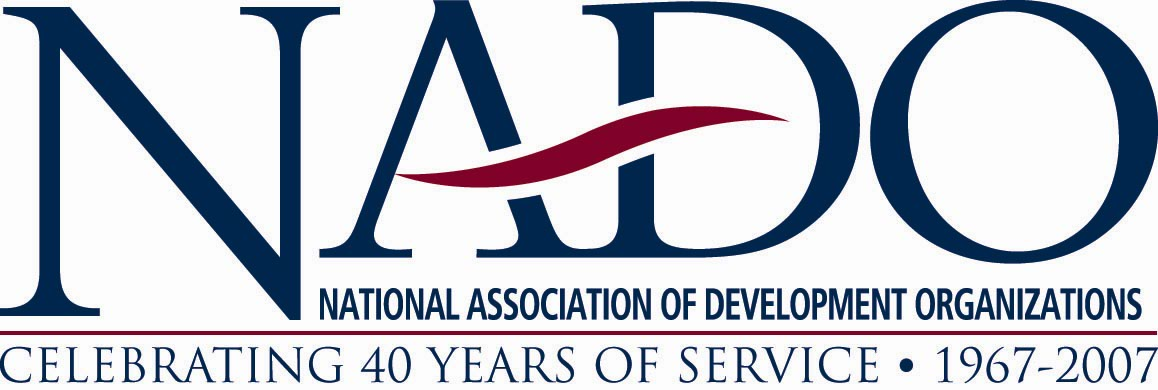 NADO
NATIONAL ASSOCIATION OF DEVELOPMENT ORGANIZATIONS
CELEBRATING 40 YEARS OF SERVICE • 1967-2007